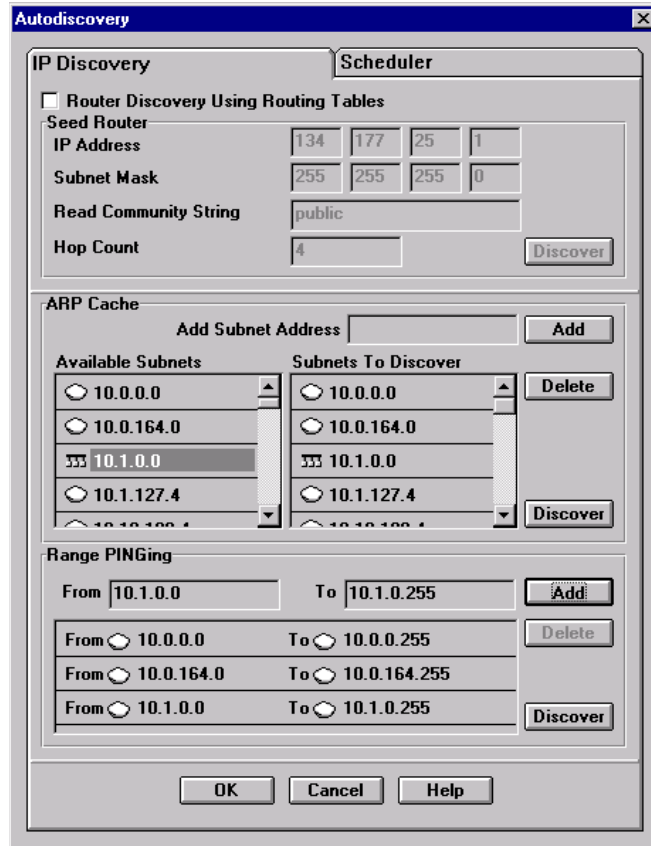 Autodiscovery
IP Discovery
Scheduler
Router Discovery Using Routing Tables
Seed Router
IP Address 134 177 25 1
Subnet Mask 255 255 255 0
Read Community String public
Hop Count 4 Discover
ARP Cache
Add Subnet Address Add
Available Subnets Subnets To Discover
10.0.0.0 10.0.0.0 Delete
10.0.164.0 10.0.164.0
10.1.0.0 10.1.0.0
10.1.127.4 10.1.127.4
Discover
Range PINGing
From 10.1.0.0 To 10.1.0.255 Add
From 10.0.0.0 To 10.0.0.255 Delete
From 10.0.164.0 To 10.0.164.255
From 10.1.0.0 To 10.1.0.255 Discover
OK Cancel Help